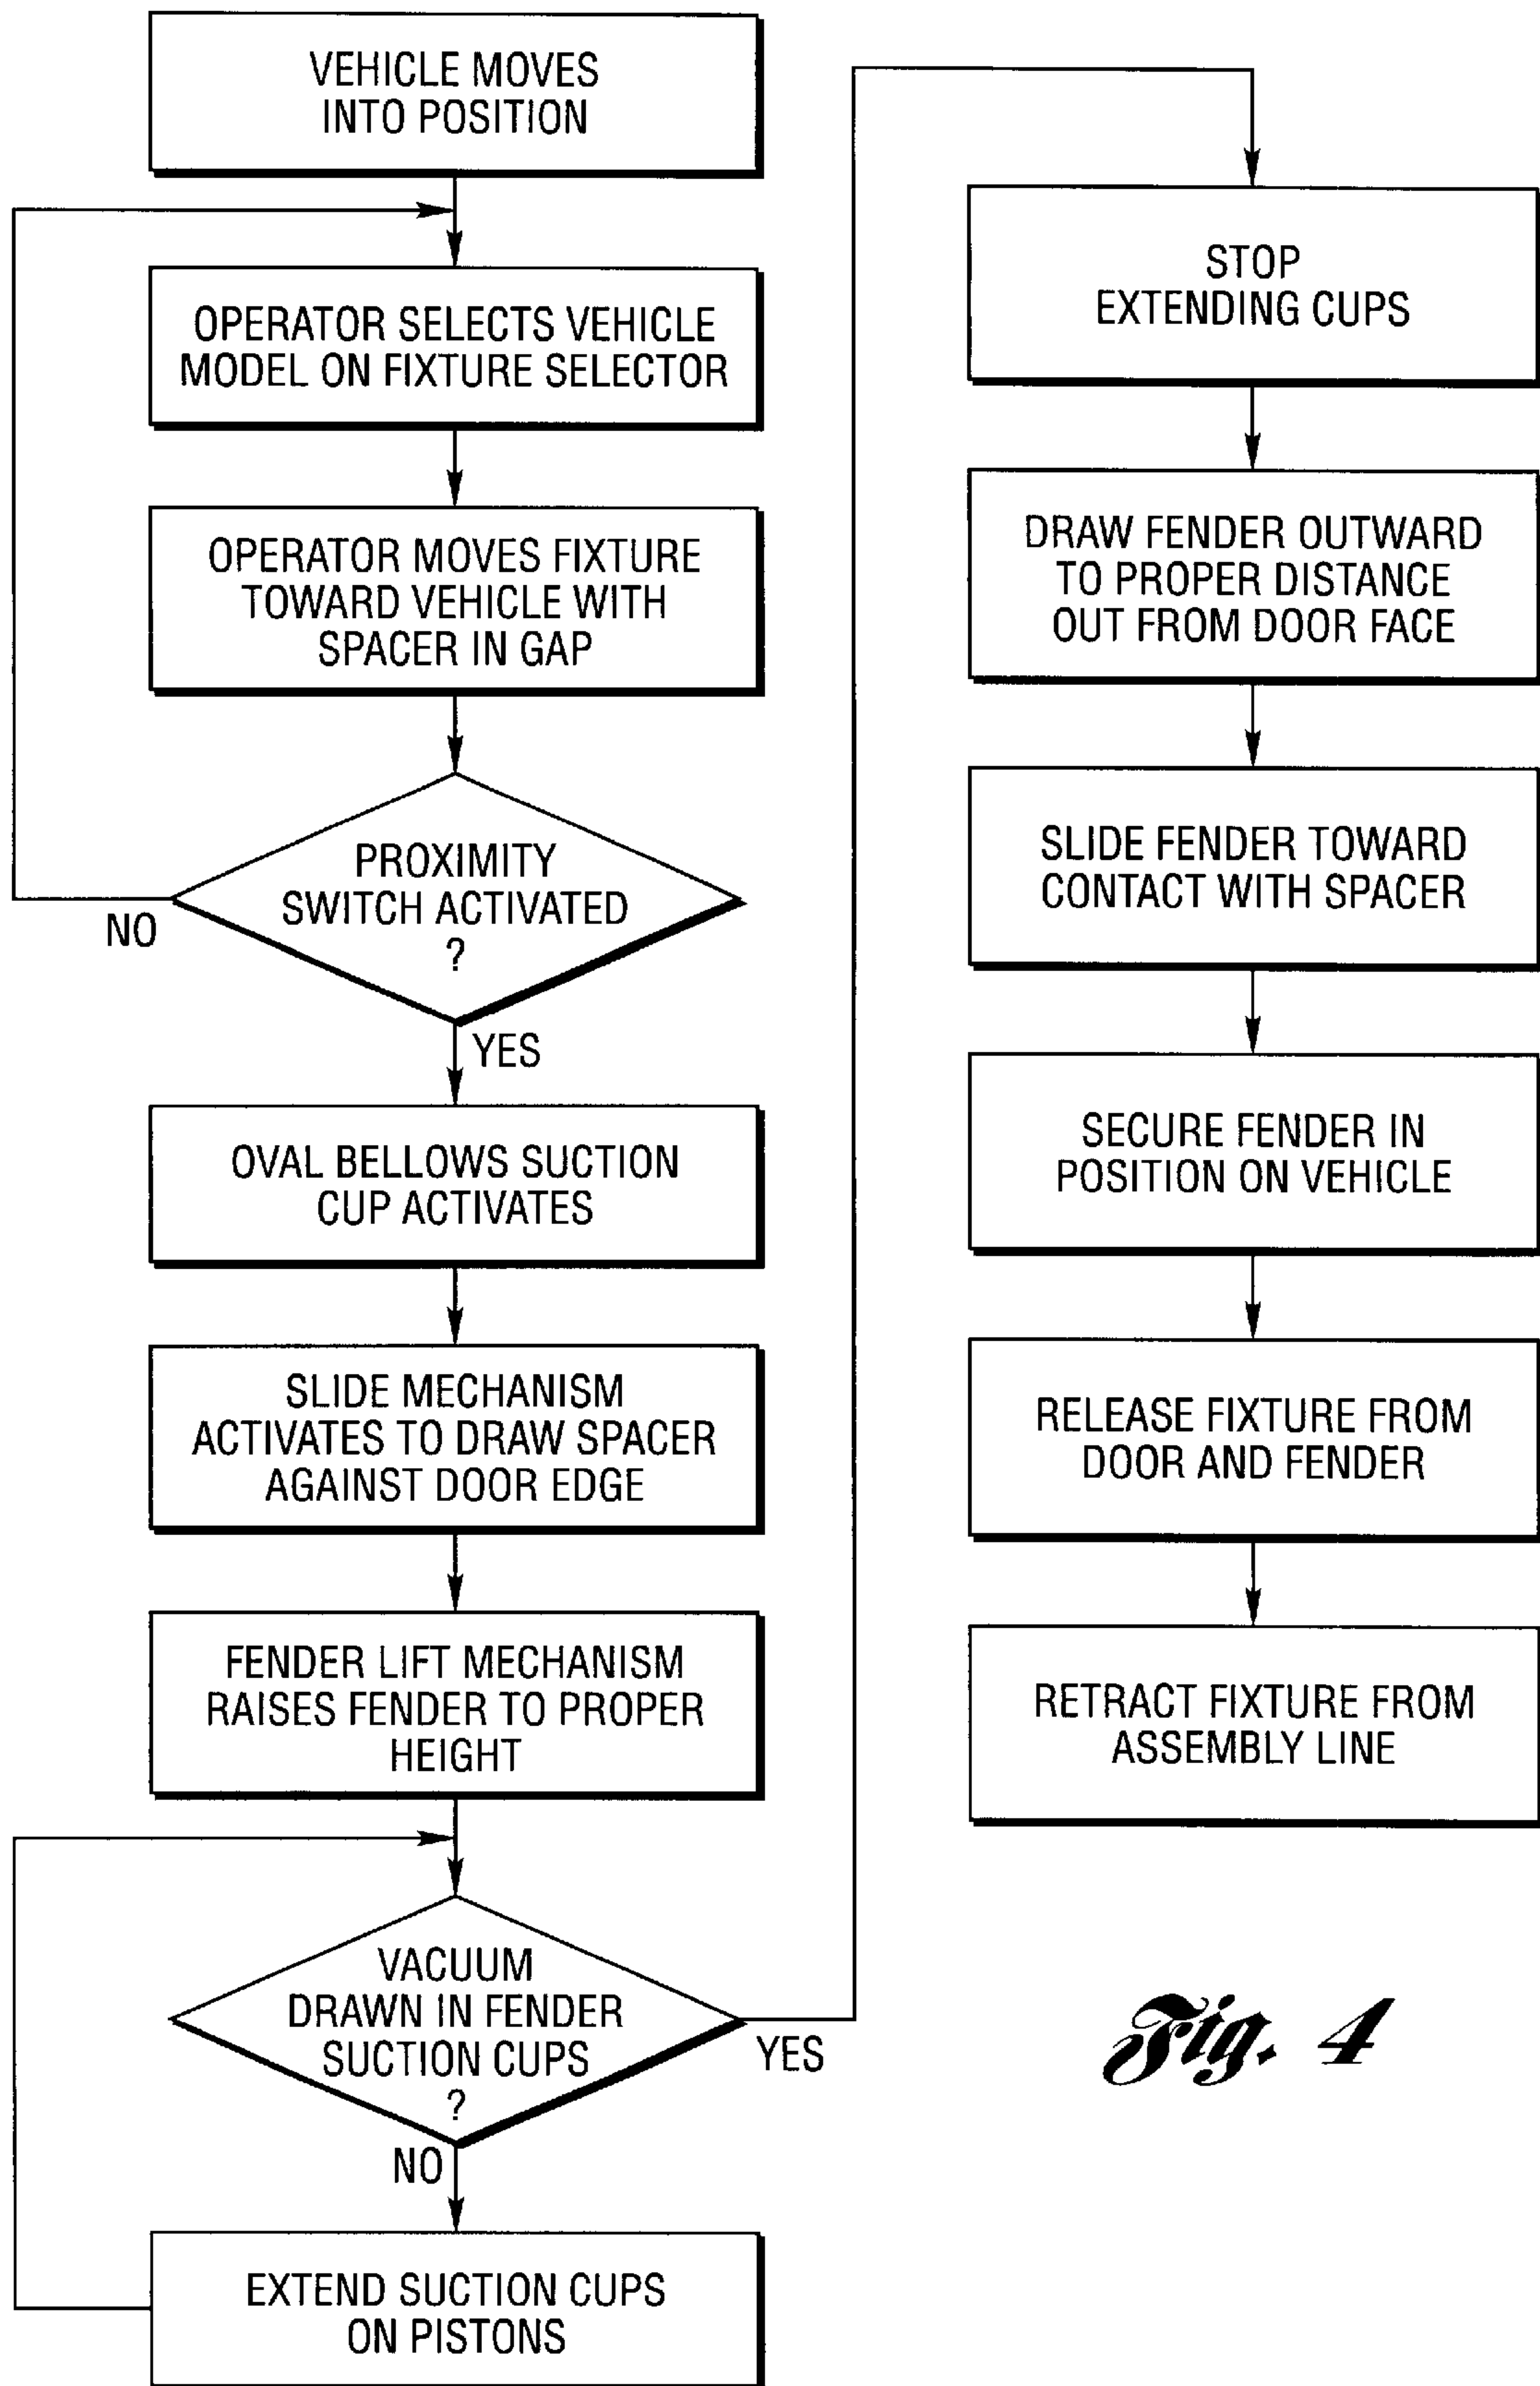 VEHICLE MOVES
INTO POSITION
OPERATOR SELECTS VEHICLE
MODEL ON FIXTURE SELECTOR
OPERATOR MOVES FIXTURE
TOWARD VEHICLE WITH
SPACER IN GAP
PROXIMITY
SWITCH ACTIVATED
?
NO
YES
OVAL BELLOWS SUCTION
CUP ACTIVATES
SLIDE MECHANISM
ACTIVATES TO DRAW SPACER
AGAINST DOOR EDGE
FENDER LIFT MECHANISM
RAISES FENDER TO PROPER
HEIGHT
VACUUM
DRAWN IN FENDER
SUCTION CUPS
?
YES
NO
EXTEND SUCTION CUPS
ON PISTONS
STOP
EXTENDING CUPS
DRAW FENDER OUTWARD
TO PROPER DISTANCE
OUT FROM DOOR FACE
SLIDE FENDER TOWARD
CONTACT WITH SPACER
SECURE FENDER IN
POSITION ON VEHICLE
RELEASE FIXTURE FROM
DOOR AND FENDER
RETRACT FIXTURE FROM
ASSEMBLY LINE
Fig. 4